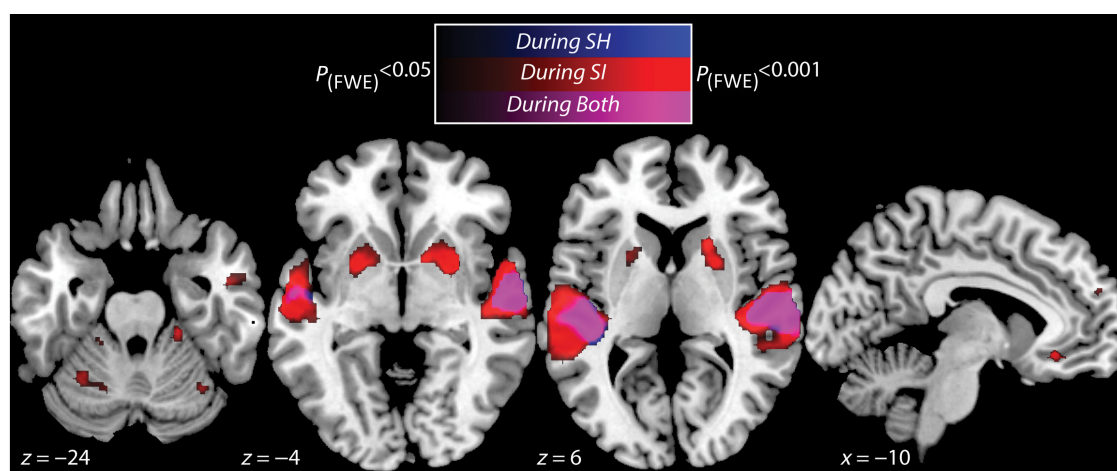 During SH
P(FWE)<0.05 During SI P(FWE)<0.001
During Both
z = −24 z = −4 z = 6 x = −10